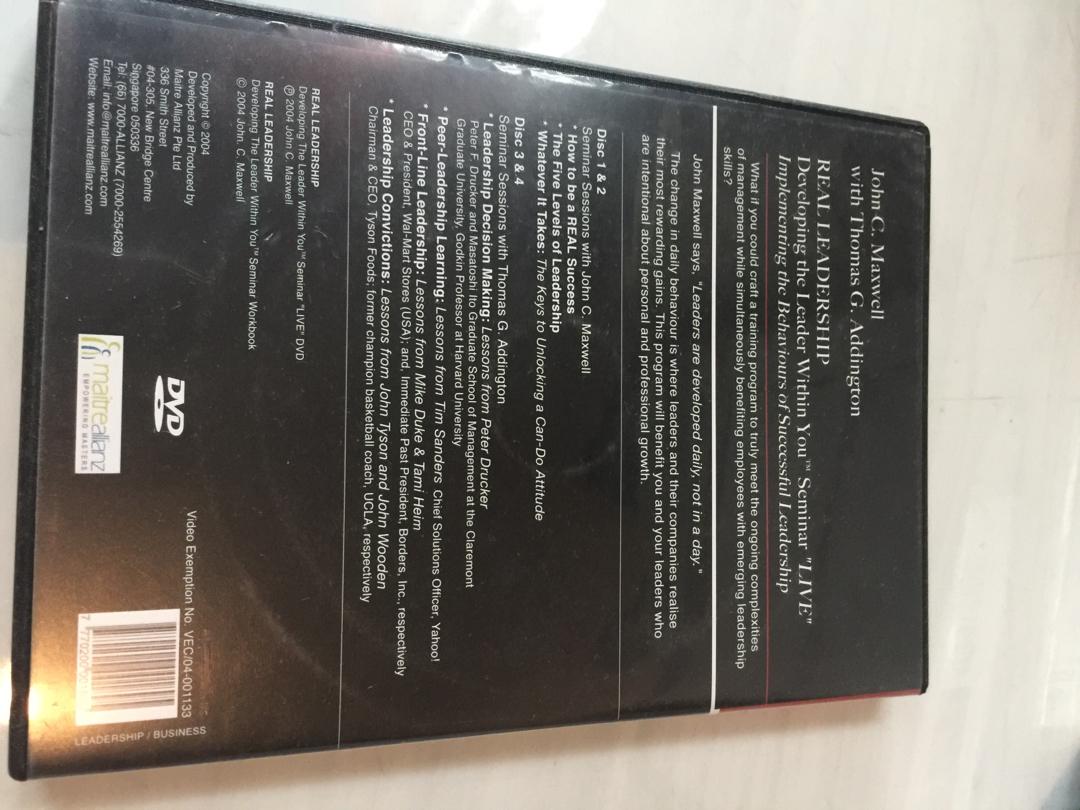 John C. Maxwell
with Thomas G. Addington
REAL LEADERSHIP
Developing the Leader Within You™ Seminar "LIVE"
Implementing the Behaviours of Successful Leadership
What if you could craft a training program to truly meet the ongoing complexities
of management while simultaneously benefiting employees with emerging leadership
skills?
John Maxwell says, "Leaders are developed daily, not in a day."
The change in daily behaviour is where leaders and their companies realise
their most rewarding gains. This program will benefit you and your leaders who
are intentional about personal and professional growth.
Disc 1 & 2
Seminar Sessions with John C. Maxwell
* How to be a REAL Success
* The Five Levels of Leadership
* Whatever It Takes: The Keys to Unlocking a Can-Do Attitude
Disc 3 & 4
Seminar Sessions with Thomas G. Addington
* Leadership Decision Making: Lessons from Peter Drucker
Peter F. Drucker and Masatoshi Ito Graduate School of Management at the Claremont
Graduate University, Godkin Professor at Harvard University
* Peer-Leadership Learning: Lessons from Tim Sanders Chief Solutions Officer, Yahoo!
* Front-Line Leadership: Lessons from Mike Duke & Tami Heim
CEO & President, Wal-Mart Stores (USA); and, Immediate Past President, Borders, Inc., respectively
* Leadership Convictions: Lessons from John Tyson and John Wooden
Chairman & CEO, Tyson Foods; former champion basketball coach, UCLA, respectively
REAL LEADERSHIP
Developing The Leader Within You™ Seminar "LIVE" DVD
℗ 2004 John C. Maxwell
REAL LEADERSHIP
Developing The Leader Within You™ Seminar Workbook
© 2004 John. C. Maxwell
Copyright © 2004
Developed and Produced by
Maitre Allianz Pte Ltd
336 Smith Street
#04-305, New Bridge Centre
Singapore 050336
Tel: (65) 7000-ALLIANZ (7000-2554269)
Email: info@maitreallianz.com
Website: www.maitreallianz.com
DVD
maitreallianz
EMPOWERING MASTERS
Video Exemption No. VEC/04-001133
LEADERSHIP / BUSINESS